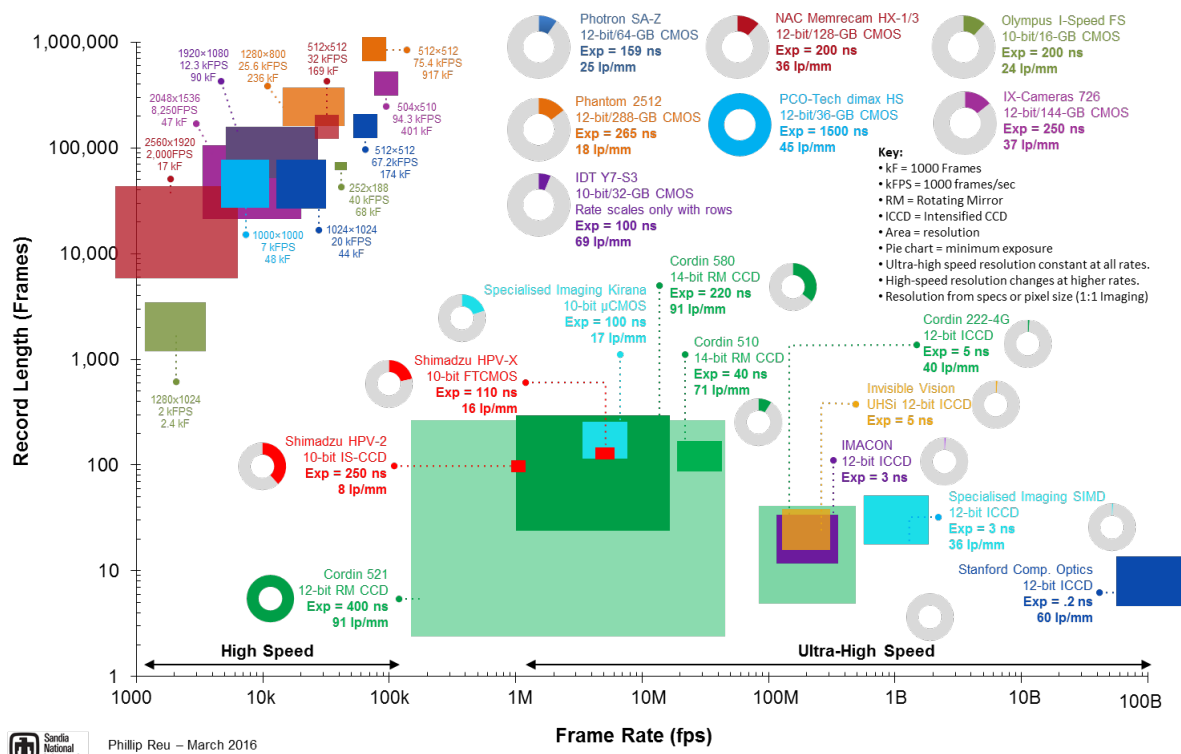 Photron SA-Z
12-bit/64-GB CMOS
Exp = 159 ns
25 lp/mm
NAC Memrecam HX-1/3
12-bit/128-GB CMOS
Exp = 200 ns
36 lp/mm
Olympus I-Speed FS
10-bit/16-GB CMOS
Exp = 200 ns
24 lp/mm
Phantom 2512
12-bit/288-GB CMOS
Exp = 265 ns
18 lp/mm
PCO-Tech dimax HS
12-bit/36-GB CMOS
Exp = 1500 ns
45 lp/mm
IX-Cameras 726
12-bit/144-GB CMOS
Exp = 250 ns
37 lp/mm
IDT Y7-S3
10-bit/32-GB CMOS
Rate scales only with rows
Exp = 100 ns
69 lp/mm
Key:
• kF = 1000 Frames
• kFPS = 1000 frames/sec
• RM = Rotating Mirror
• ICCD = Intensified CCD
• Area = resolution
• Pie chart = minimum exposure
• Ultra-high speed resolution constant at all rates.
• High-speed resolution changes at higher rates.
• Resolution from specs or pixel size (1:1 Imaging)
1920×1080
12.3 kFPS
90 kF
1280×800
25.6 kFPS
236 kF
512×512
32 kFPS
169 kF
512×512
75.4 kFPS
917 kF
2048x1536
8,250FPS
47 kF
504x510
94.3 kFPS
401 kF
2560x1920
2,000FPS
17 kF
512×512
67.2kFPS
174 kF
252x188
40 kFPS
68 kF
1000×1000
7 kFPS
48 kF
1024×1024
20 kFPS
44 kF
1280x1024
2 kFPS
2.4 kF
Specialised Imaging Kirana
10-bit µCMOS
Exp = 100 ns
17 lp/mm
Cordin 580
14-bit RM CCD
Exp = 220 ns
91 lp/mm
Cordin 510
14-bit RM CCD
Exp = 40 ns
71 lp/mm
Cordin 222-4G
12-bit ICCD
Exp = 5 ns
40 lp/mm
Shimadzu HPV-X
10-bit FTCMOS
Exp = 110 ns
16 lp/mm
Invisible Vision
UHSi 12-bit ICCD
Exp = 5 ns
Shimadzu HPV-2
10-bit IS-CCD
Exp = 250 ns
8 lp/mm
IMACON
12-bit ICCD
Exp = 3 ns
Specialised Imaging SIMD
12-bit ICCD
Exp = 3 ns
36 lp/mm
Cordin 521
12-bit RM CCD
Exp = 400 ns
91 lp/mm
Stanford Comp. Optics
12-bit ICCD
Exp = .2 ns
60 lp/mm
High Speed
Ultra-High Speed
Record Length (Frames)
1,000,000
100,000
10,000
1,000
100
10
1
1000
10k
100k
1M
10M
100M
1B
10B
100B
Frame Rate (fps)
Sandia
National
Phillip Reu – March 2016